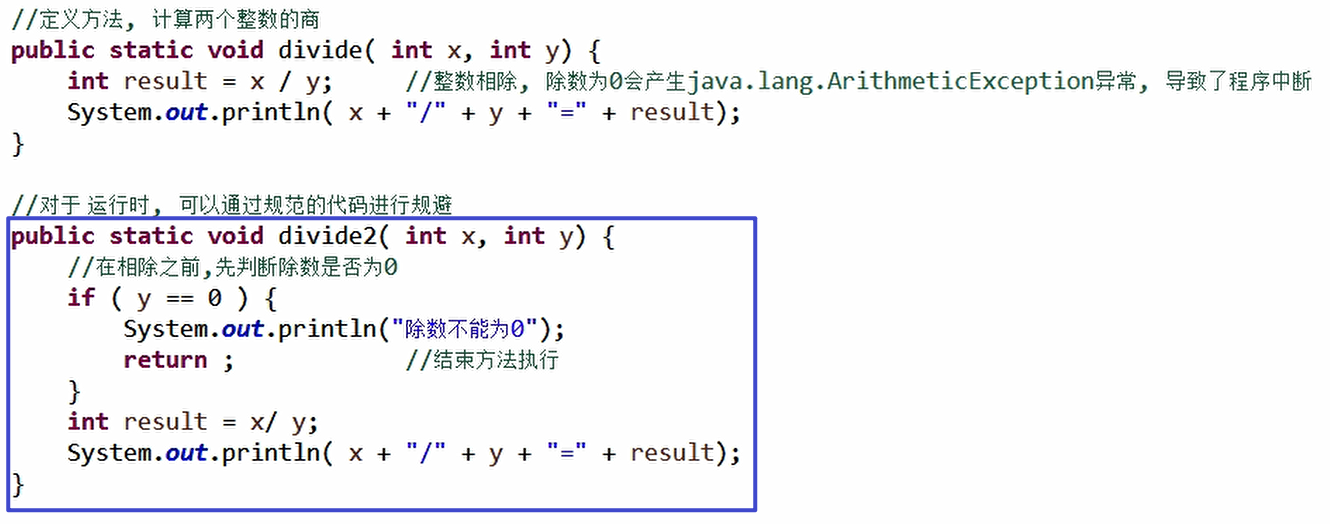 //定义方法, 计算两个整数的商
public static void divide( int x, int y) {
    int result = x / y;     //整数相除, 除数为0会产生java.lang.ArithmeticException异常, 导致了程序中断
    System.out.println( x + "/" + y + "=" + result);
}
//对于 运行时, 可以通过规范的代码进行规避
public static void divide2( int x, int y) {
    //在相除之前,先判断除数是否为0
    if ( y == 0 ) {
        System.out.println("除数不能为0");
        return ;            //结束方法执行
    }
    int result = x/ y;
    System.out.println( x + "/" + y + "=" + result);
}